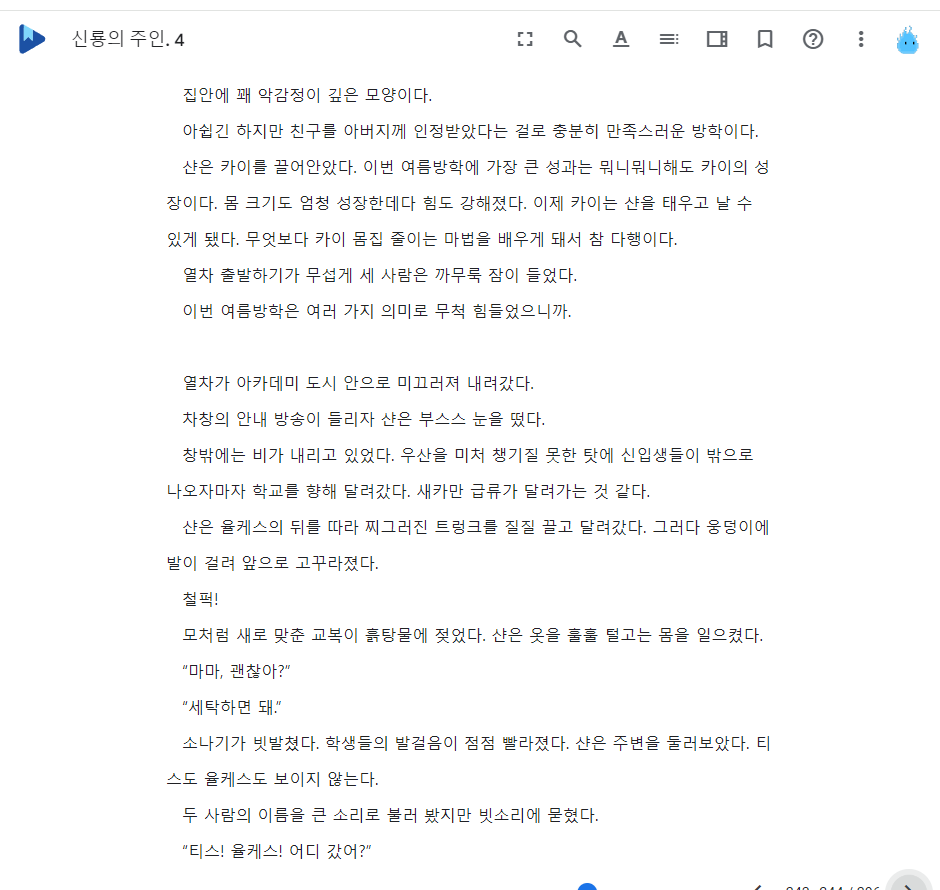 신룡의 주인. 4
집안에 꽤 악감정이 깊은 모양이다.
아쉽긴 하지만 친구를 아버지께 인정받았다는 걸로 충분히 만족스러운 방학이다.
샨은 카이를 끌어안았다. 이번 여름방학에 가장 큰 성과는 뭐니뭐니해도 카이의 성
장이다. 몸 크기도 엄청 성장한데다 힘도 강해졌다. 이제 카이는 샨을 태우고 날 수
있게 됐다. 무엇보다 카이 몸집 줄이는 마법을 배우게 돼서 참 다행이다.
열차 출발하기가 무섭게 세 사람은 까무룩 잠이 들었다.
이번 여름방학은 여러 가지 의미로 무척 힘들었으니까.
열차가 아카데미 도시 안으로 미끄러져 내려갔다.
차창의 안내 방송이 들리자 샨은 부스스 눈을 떴다.
창밖에는 비가 내리고 있었다. 우산을 미처 챙기질 못한 탓에 신입생들이 밖으로
나오자마자 학교를 향해 달려갔다. 새카만 급류가 달려가는 것 같다.
샨은 율케스의 뒤를 따라 찌그러진 트렁크를 질질 끌고 달려갔다. 그러다 웅덩이에
발이 걸려 앞으로 고꾸라졌다.
철퍽!
모처럼 새로 맞춘 교복이 흙탕물에 젖었다. 샨은 옷을 훌훌 털고는 몸을 일으켰다.
“마마, 괜찮아?”
“세탁하면 돼.”
소나기가 빗발쳤다. 학생들의 발걸음이 점점 빨라졌다. 샨은 주변을 둘러보았다. 티
스도 율케스도 보이지 않는다.
두 사람의 이름을 큰 소리로 불러 봤지만 빗소리에 묻혔다.
“티스! 율케스! 어디 갔어?”